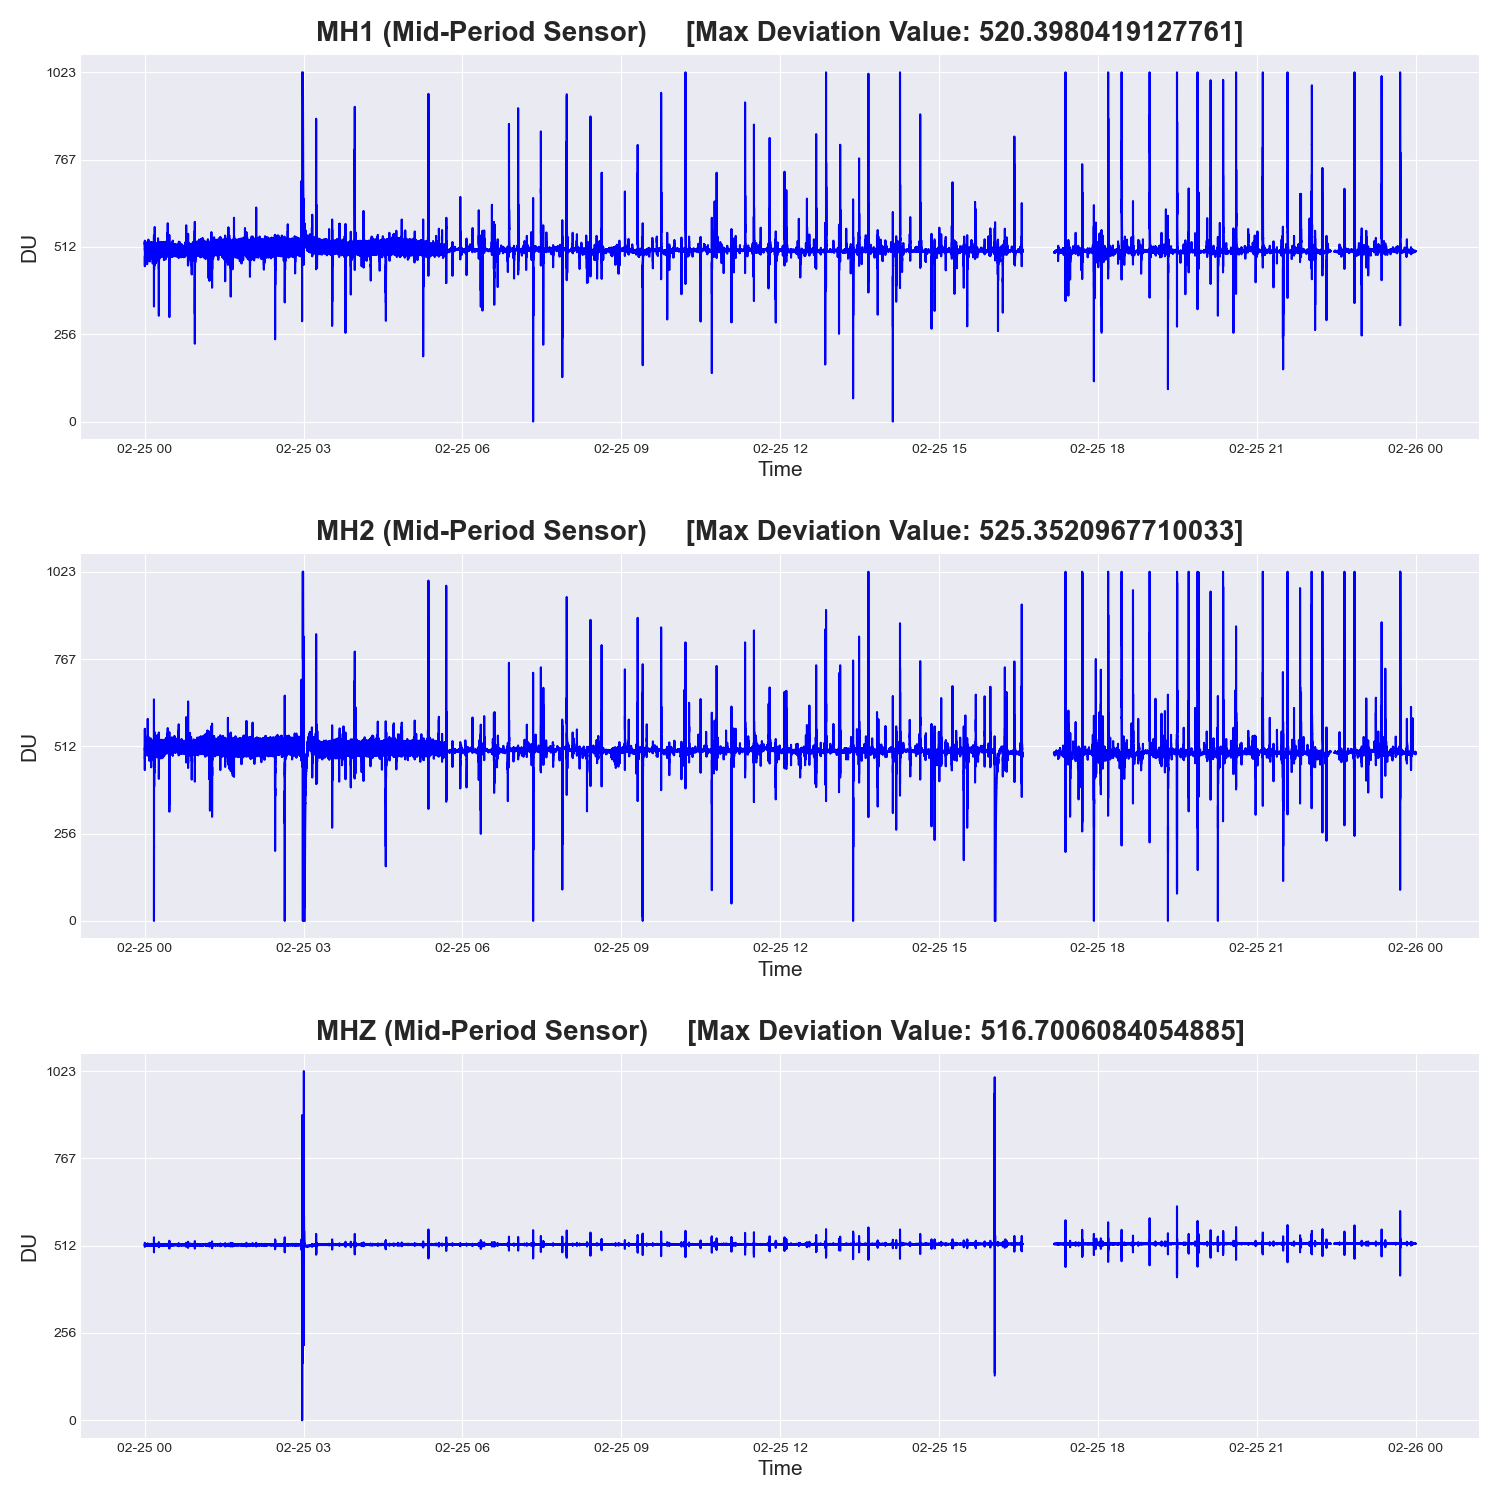 MH1 (Mid-Period Sensor) [Max Deviation Value: 520.3980419127761]
1023
767
512
256
0
DU
02-25 00 02-25 03 02-25 06 02-25 09 02-25 12 02-25 15 02-25 18 02-25 21 02-26 00
Time
MH2 (Mid-Period Sensor) [Max Deviation Value: 525.3520967710033]
1023
767
512
256
0
DU
02-25 00 02-25 03 02-25 06 02-25 09 02-25 12 02-25 15 02-25 18 02-25 21 02-26 00
Time
MHZ (Mid-Period Sensor) [Max Deviation Value: 516.7006084054885]
1023
767
512
256
0
DU
02-25 00 02-25 03 02-25 06 02-25 09 02-25 12 02-25 15 02-25 18 02-25 21 02-26 00
Time